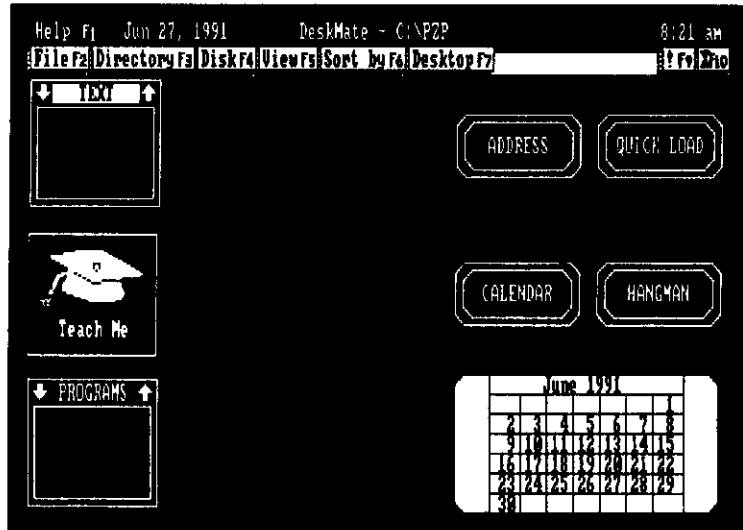 Help F1 Jun 27, 1991 DeskMate - C:\PZP 8:21 am
File F2 Directory F3 Disk F4 View F5 Sort by F6 Desktop F7 ! F9 F10
TEXT
ADDRESS QUICK LOAD
Teach Me
CALENDAR HANGMAN
PROGRAMS
June 1991
1
2 3 4 5 6 7 8
9 10 11 12 13 14 15
16 17 18 19 20 21 22
23 24 25 26 27 28 29
30